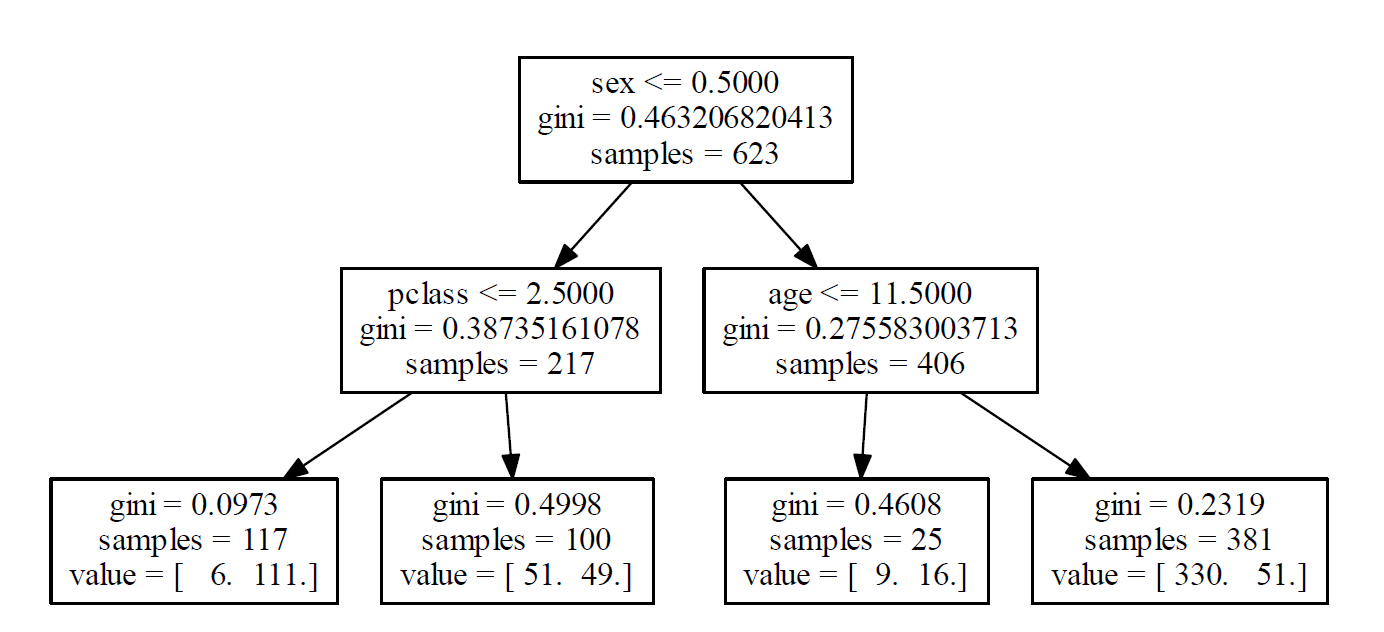 sex <= 0.5000
gini = 0.463206820413
samples = 623
pclass <= 2.5000
gini = 0.38735161078
samples = 217
age <= 11.5000
gini = 0.275583003713
samples = 406
gini = 0.0973
samples = 117
value = [   6.  111.]
gini = 0.4998
samples = 100
value = [ 51.  49.]
gini = 0.4608
samples = 25
value = [  9.  16.]
gini = 0.2319
samples = 381
value = [ 330.   51.]